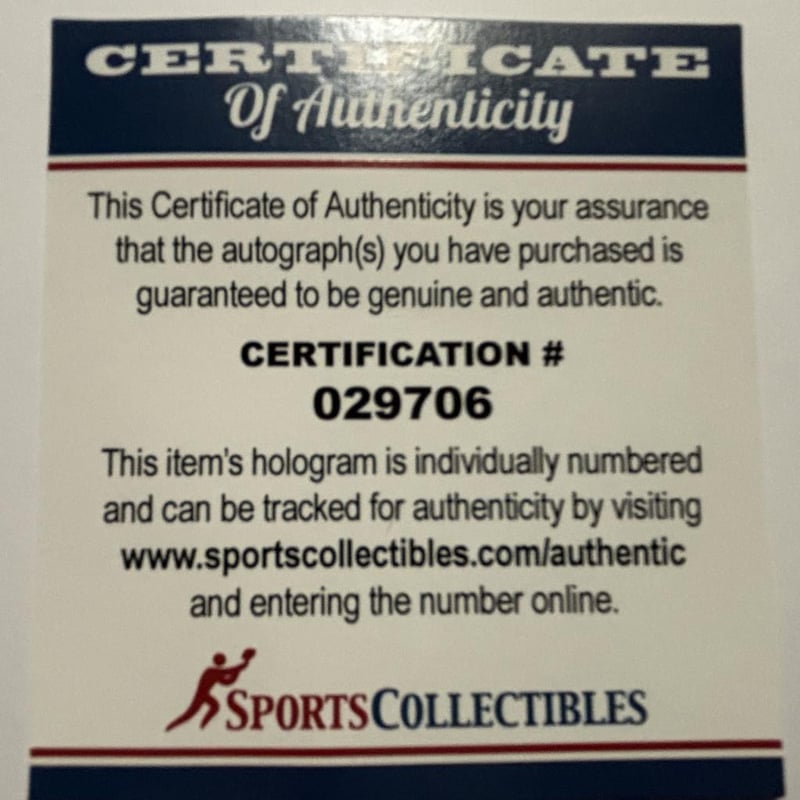 CERTIFICATE
Of Authenticity
This Certificate of Authenticity is your assurance
that the autograph(s) you have purchased is
guaranteed to be genuine and authentic.
CERTIFICATION #
029706
This item's hologram is individually numbered
and can be tracked for authenticity by visiting
www.sportscollectibles.com/authentic
and entering the number online.
SPORTSCOLLECTIBLES